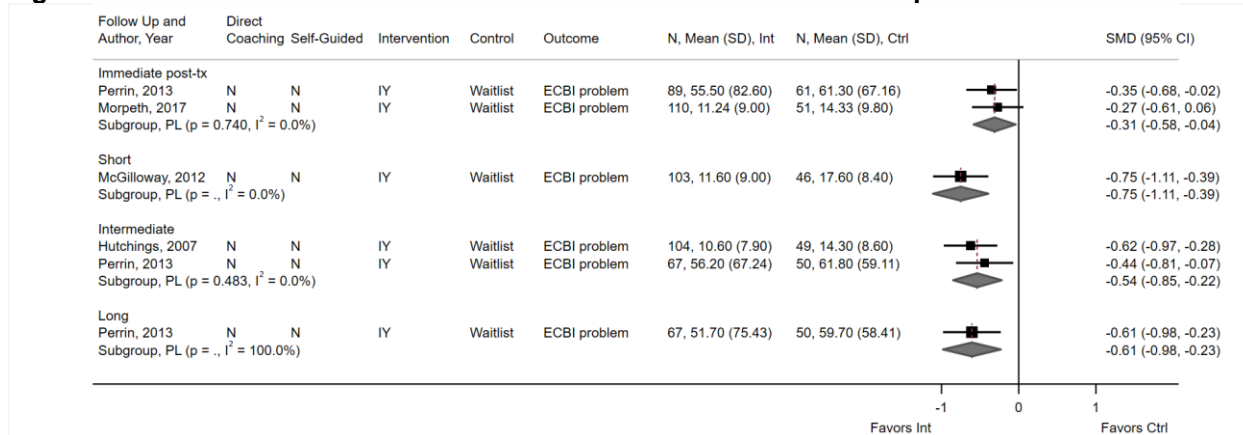 Follow Up and Direct
Author, Year Coaching Self-Guided Intervention Control Outcome N, Mean (SD), Int N, Mean (SD), Ctrl SMD (95% CI)
Immediate post-tx
Perrin, 2013 N N IY Waitlist ECBI problem 89, 55.50 (82.60) 61, 61.30 (67.16) -0.35 (-0.68, -0.02)
Morpeth, 2017 N N IY Waitlist ECBI problem 110, 11.24 (9.00) 51, 14.33 (9.80) -0.27 (-0.61, 0.06)
Subgroup, PL (p = 0.740, I² = 0.0%) -0.31 (-0.58, -0.04)
Short
McGilloway, 2012 N N IY Waitlist ECBI problem 103, 11.60 (9.00) 46, 17.60 (8.40) -0.75 (-1.11, -0.39)
Subgroup, PL (p = ., I² = 0.0%) -0.75 (-1.11, -0.39)
Intermediate
Hutchings, 2007 N N IY Waitlist ECBI problem 104, 10.60 (7.90) 49, 14.30 (8.60) -0.62 (-0.97, -0.28)
Perrin, 2013 N N IY Waitlist ECBI problem 67, 56.20 (67.24) 50, 61.80 (59.11) -0.44 (-0.81, -0.07)
Subgroup, PL (p = 0.483, I² = 0.0%) -0.54 (-0.85, -0.22)
Long
Perrin, 2013 N N IY Waitlist ECBI problem 67, 51.70 (75.43) 50, 59.70 (58.41) -0.61 (-0.98, -0.23)
Subgroup, PL (p = ., I² = 100.0%) -0.61 (-0.98, -0.23)
-1 0 1
Favors Int Favors Ctrl